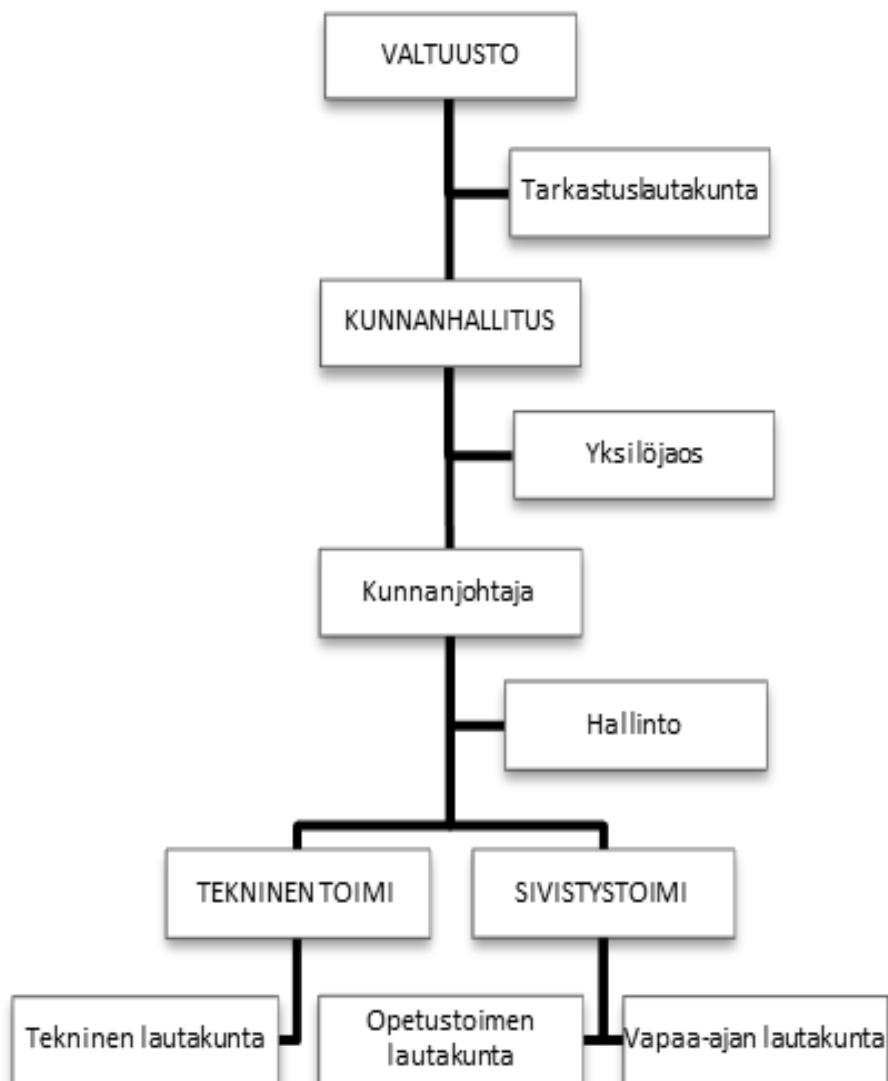 VALTUUSTO
Tarkastuslautakunta
KUNNANHALLITUS
Yksilöjaos
Kunnanjohtaja
Hallinto
TEKNINEN TOIMI
SIVISTYSTOIMI
Tekninen lautakunta
Opetustoimen
lautakunta
Vapaa-ajan lautakunta